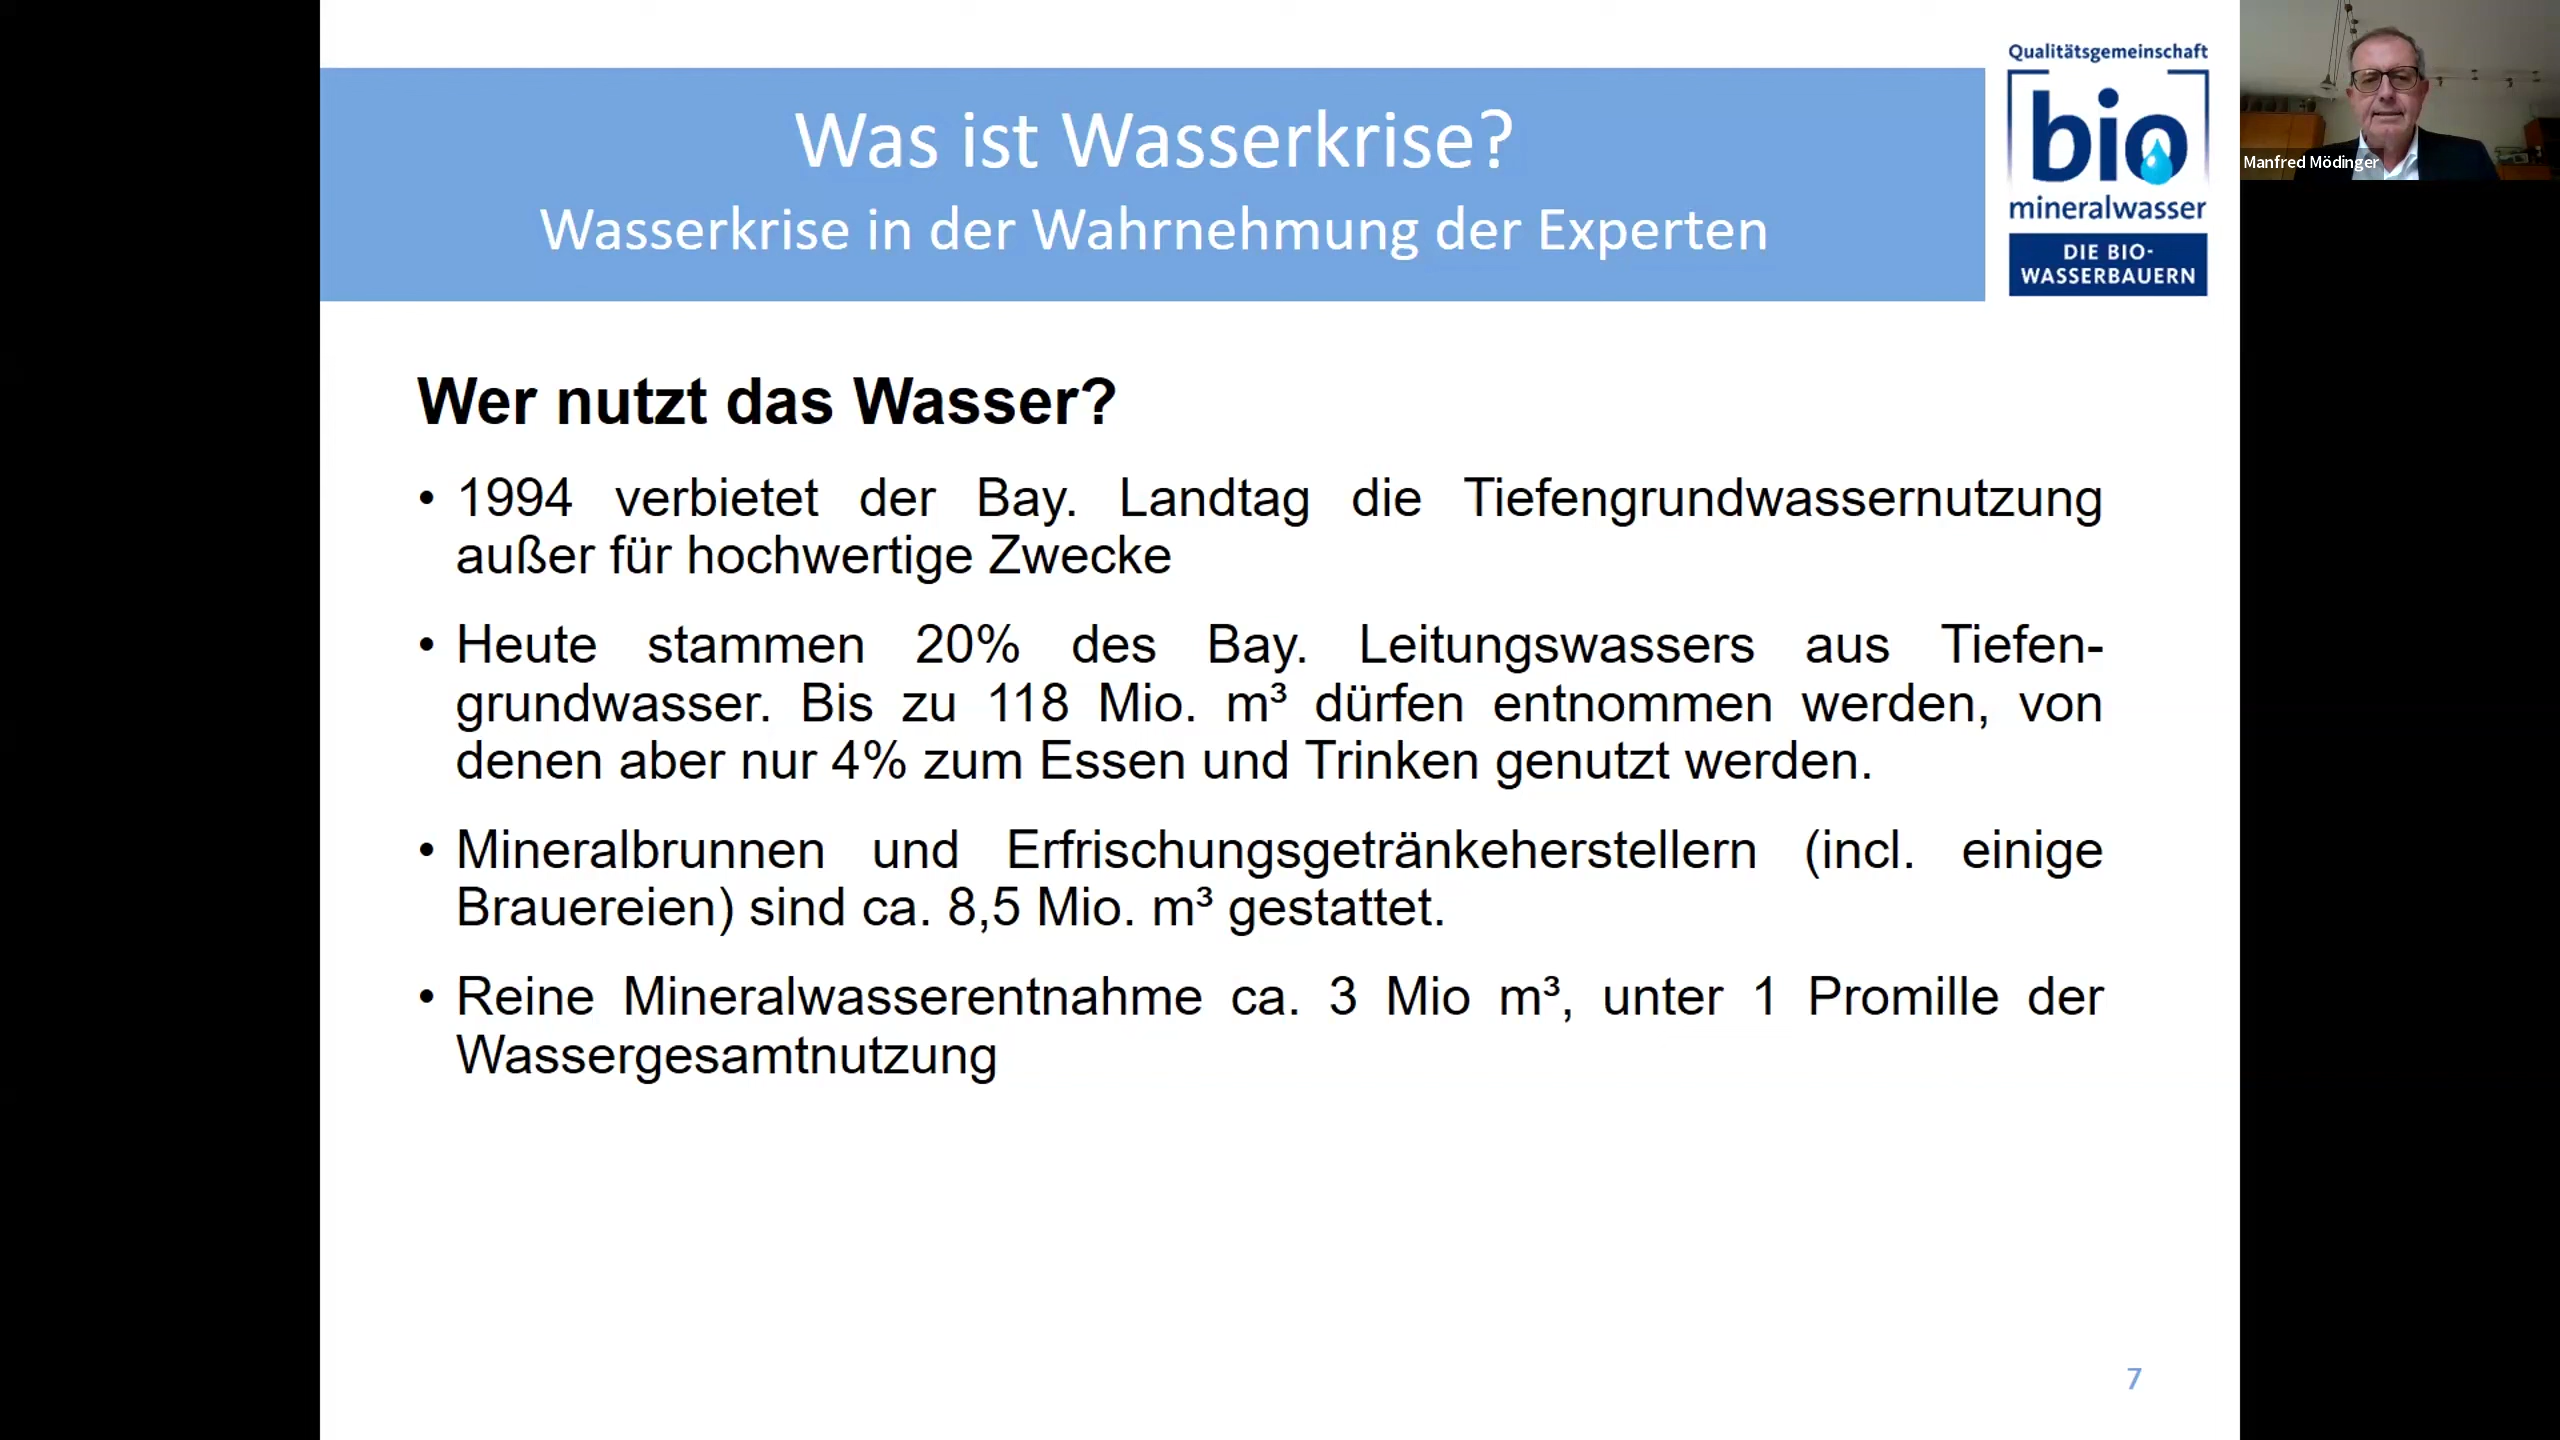 Was ist Wasserkrise?
Wasserkrise in der Wahrnehmung der Experten
Qualitätsgemeinschaft
bio
mineralwasser
DIE BIO-
WASSERBAUERN
Manfred Mödinger
Wer nutzt das Wasser?
• 1994 verbietet der Bay. Landtag die Tiefengrundwassernutzung
außer für hochwertige Zwecke
• Heute stammen 20% des Bay. Leitungswassers aus Tiefen-
grundwasser. Bis zu 118 Mio. m³ dürfen entnommen werden, von
denen aber nur 4% zum Essen und Trinken genutzt werden.
• Mineralbrunnen und Erfrischungsgetränkeherstellern (incl. einige
Brauereien) sind ca. 8,5 Mio. m³ gestattet.
• Reine Mineralwasserentnahme ca. 3 Mio m³, unter 1 Promille der
Wassergesamtnutzung
7